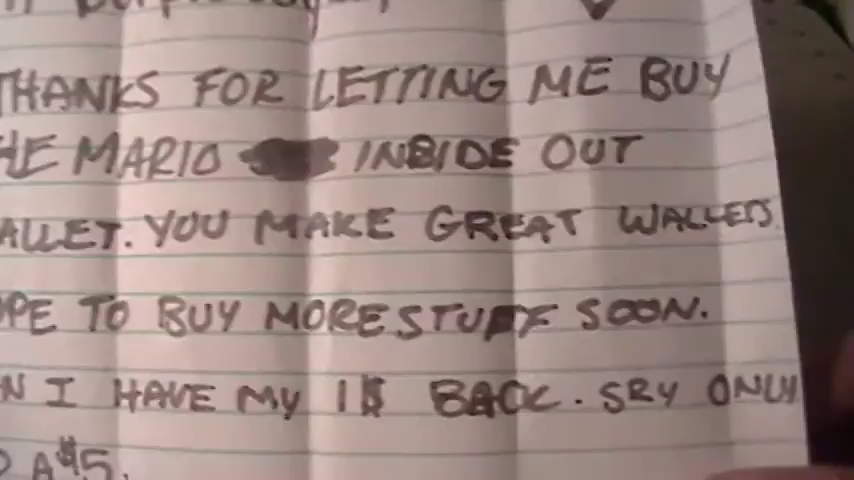 THANKS FOR LETTING ME BUY
HE MARIO INSIDE OUT
ALLET. YOU MAKE GREAT WALLETS.
OPE TO BUY MORE STUFF SOON.
N I HAVE MY 1$ BACK. SRY ONLY
A $5.